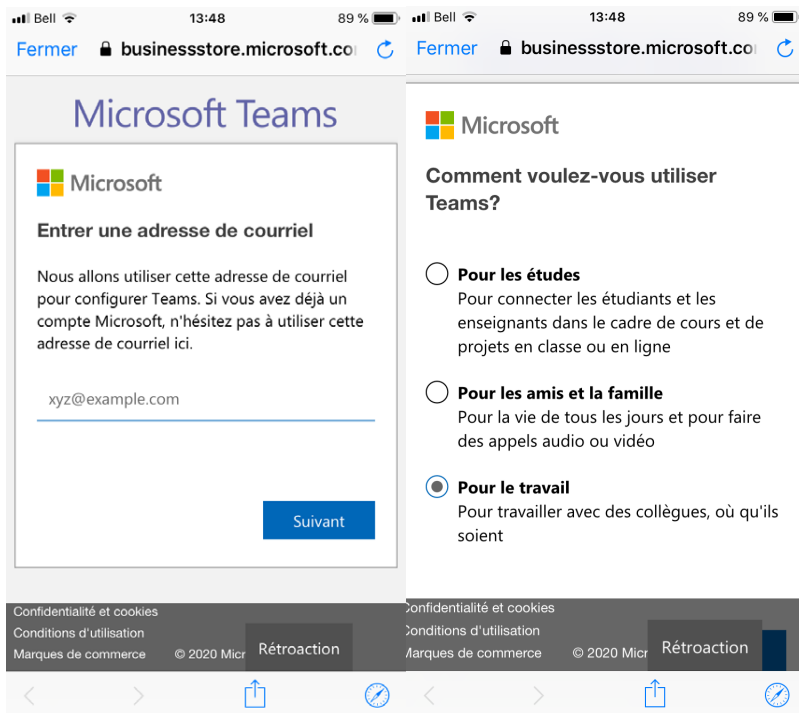 Bell 13:48 89 %
Fermer businessstore.microsoft.co
Microsoft Teams
Microsoft
Entrer une adresse de courriel
Nous allons utiliser cette adresse de courriel
pour configurer Teams. Si vous avez déjà un
compte Microsoft, n'hésitez pas à utiliser cette
adresse de courriel ici.
xyz@example.com
Suivant
Confidentialité et cookies
Conditions d'utilisation
Marques de commerce © 2020 Micr
Rétroaction
Bell 13:48 89 %
Fermer businessstore.microsoft.co
Microsoft
Comment voulez-vous utiliser
Teams?
Pour les études
Pour connecter les étudiants et les
enseignants dans le cadre de cours et de
projets en classe ou en ligne
Pour les amis et la famille
Pour la vie de tous les jours et pour faire
des appels audio ou vidéo
Pour le travail
Pour travailler avec des collègues, où qu'ils
soient
Confidentialité et cookies
Conditions d'utilisation
Marques de commerce © 2020 Micr
Rétroaction